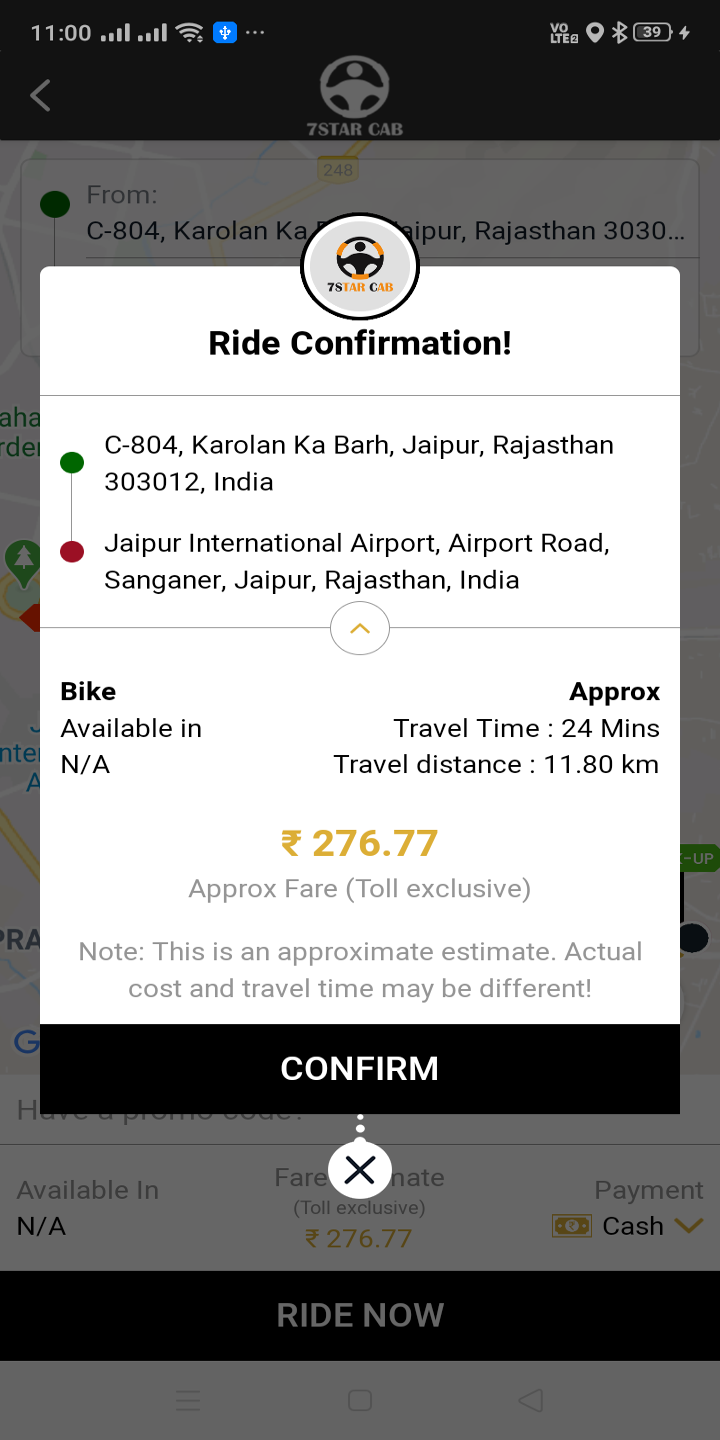 11:00
VO
LTE2
39
7STAR CAB
248
From:
C-804, Karolan Ka Jaipur, Rajasthan 3030...
7STAR CAB
Ride Confirmation!
C-804, Karolan Ka Barh, Jaipur, Rajasthan
303012, India
Jaipur International Airport, Airport Road,
Sanganer, Jaipur, Rajasthan, India
Bike
Approx
Available in
Travel Time : 24 Mins
N/A
Travel distance : 11.80 km
₹ 276.77
Approx Fare (Toll exclusive)
K-UP
Note: This is an approximate estimate. Actual
cost and travel time may be different!
CONFIRM
Have a promo code?
Available In
Fare
Payment
(Toll exclusive)
N/A
₹ 276.77
Cash
RIDE NOW